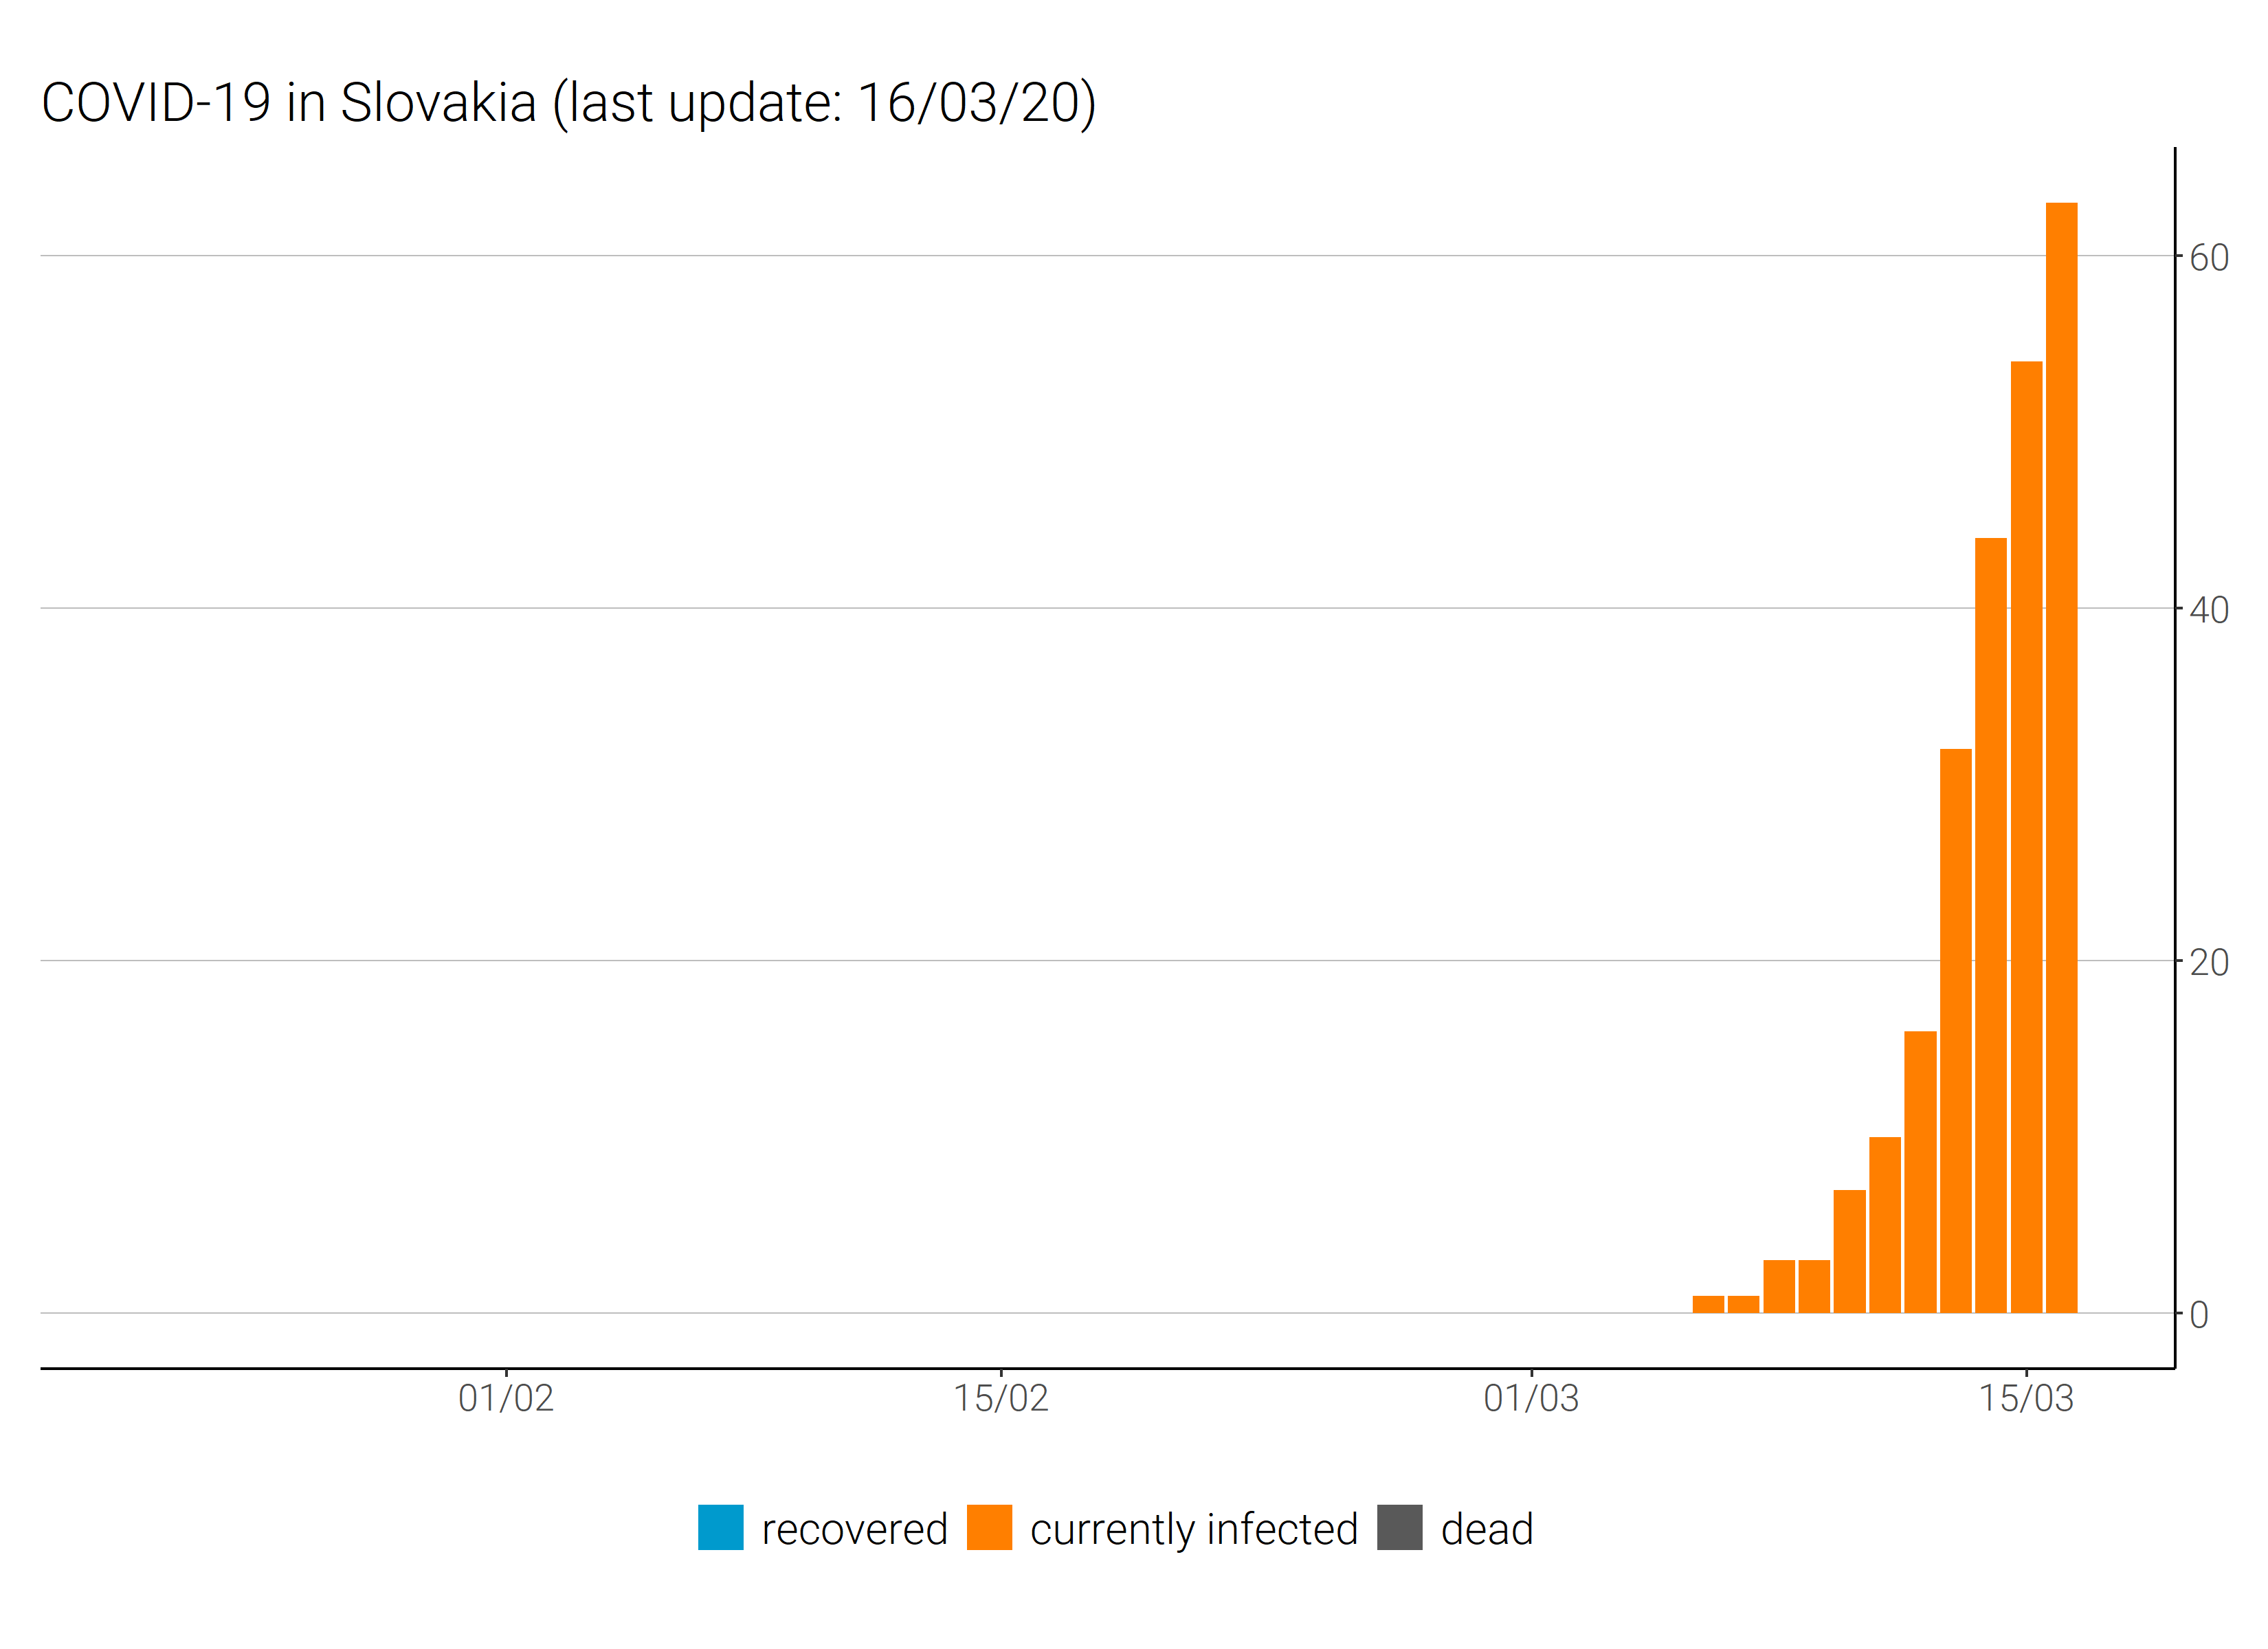 COVID-19 in Slovakia (last update: 16/03/20)
60
40
20
0
01/02 15/02 01/03 15/03
recovered currently infected dead